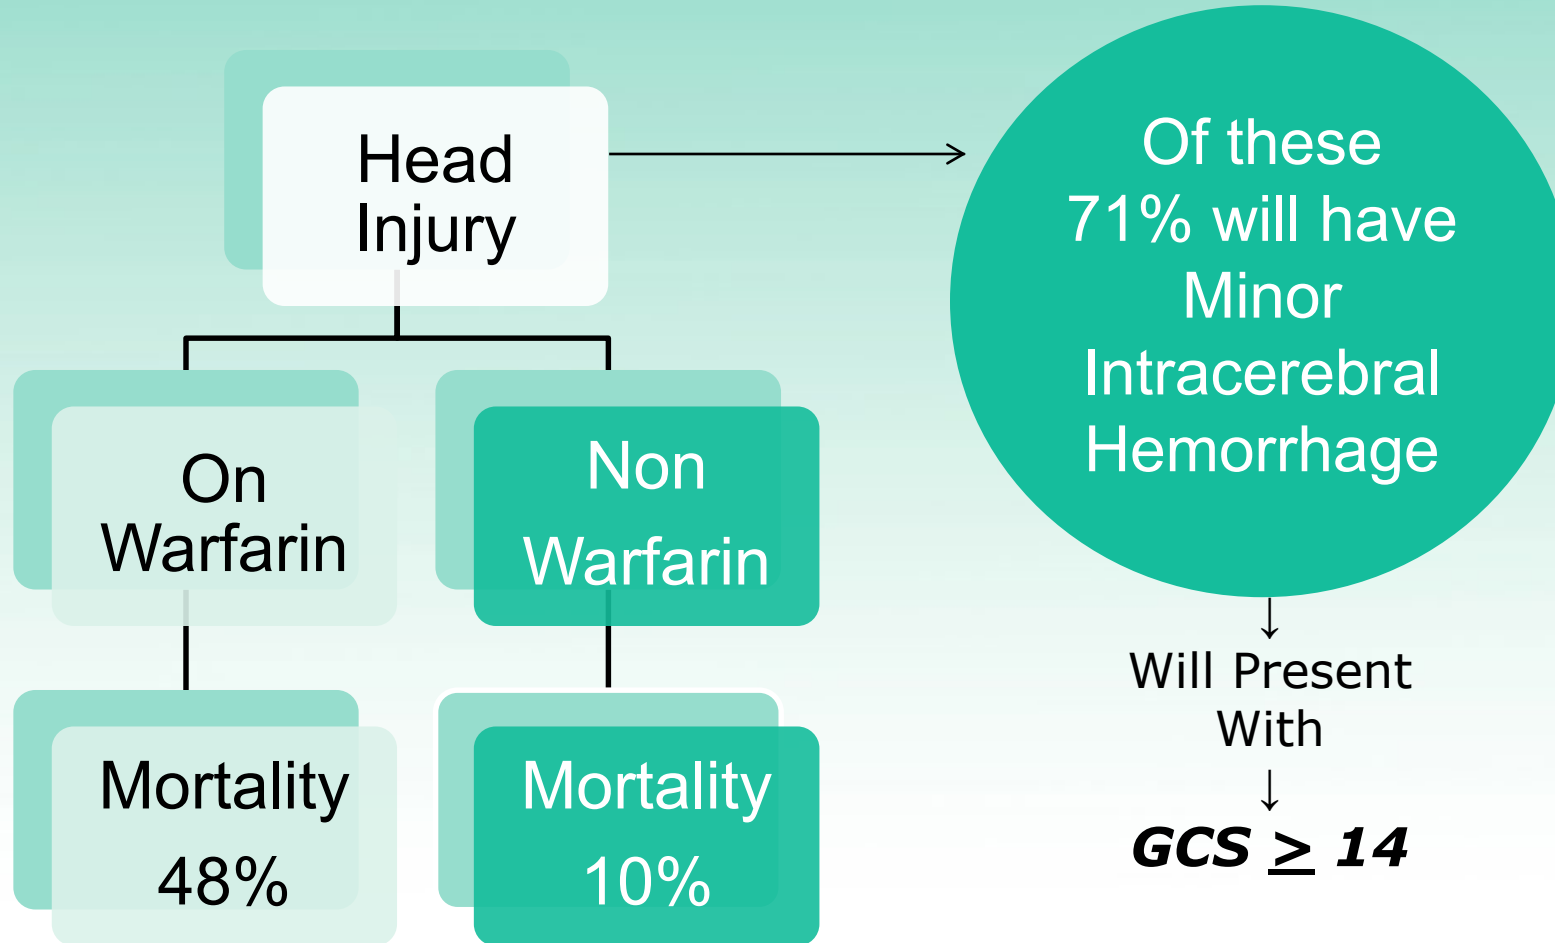 Head
Injury
On
Warfarin
Mortality
48%
Non
Warfarin
Mortality
10%
Of these
71% will have
Minor
Intracerebral
Hemorrhage
↓
Will Present
With
↓
GCS ≥ 14